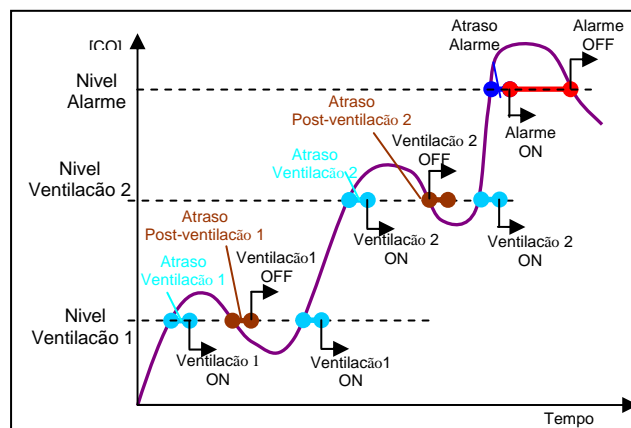 [CO]
Nivel
Alarme
Nivel
Ventilacão 2
Nivel
Ventilacão 1
Atraso
Alarme
Alarme
OFF
Alarme
ON
Atraso
Post-ventilacão 2
Ventilacão 2
OFF
Atraso
Ventilacão 2
Ventilacão 2
ON
Ventilacão 2
ON
Atraso
Post-ventilacão 1
Ventilacão1
OFF
Atraso
Ventilacão 1
Ventilacão 1
ON
Ventilacão1
ON
Tempo